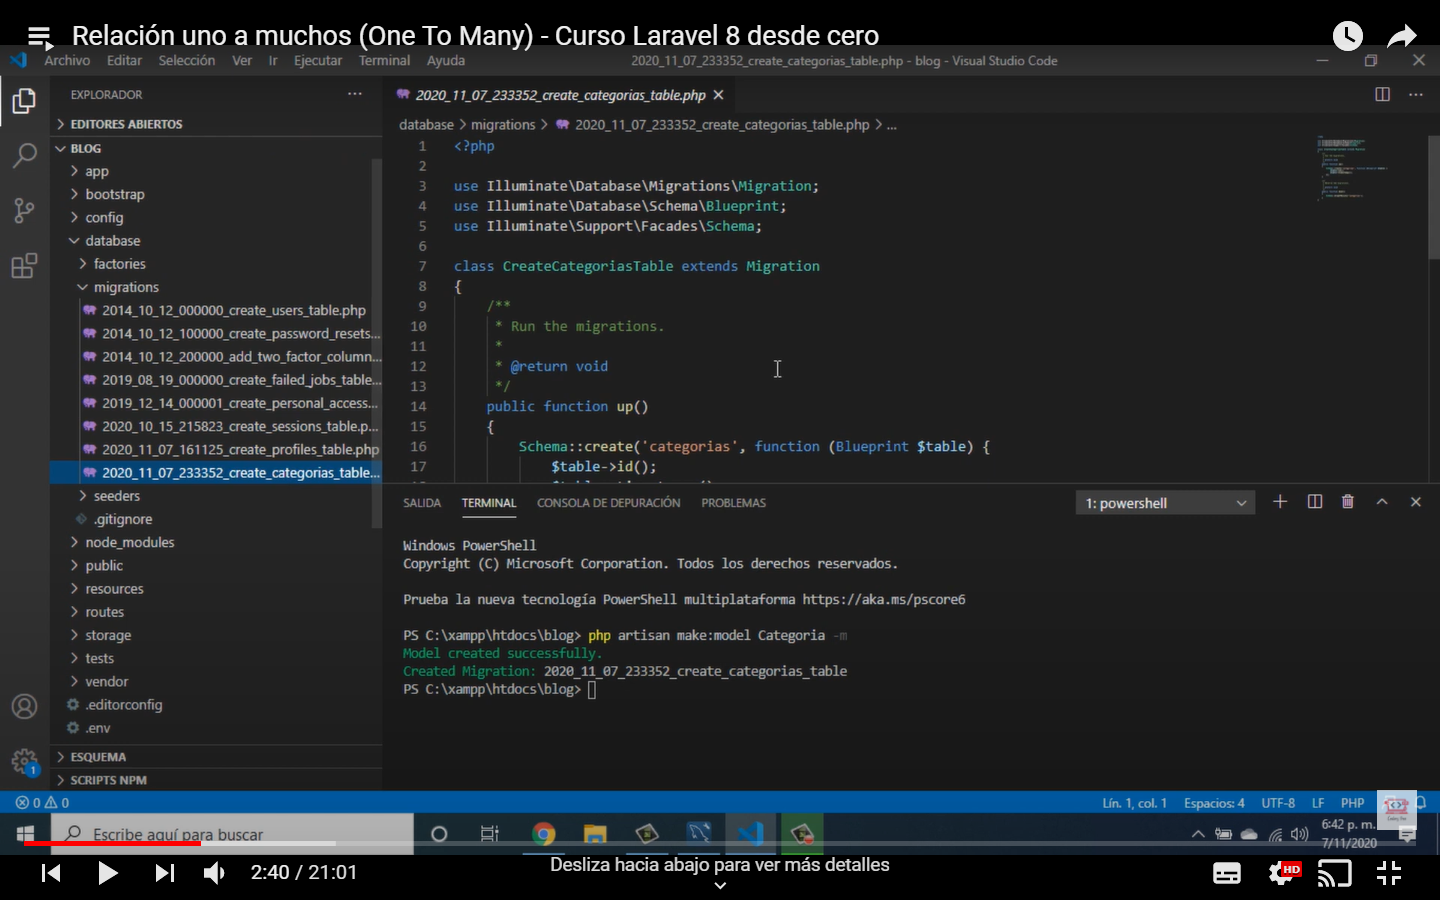 Relación uno a muchos (One To Many) - Curso Laravel 8 desde cero
Archivo Editar Selección Ver Ir Ejecutar Terminal Ayuda
2020_11_07_233352_create_categorias_table.php - blog - Visual Studio Code
EXPLORADOR
EDITORES ABIERTOS
BLOG
app
bootstrap
config
database
factories
migrations
2014_10_12_000000_create_users_table.php
2014_10_12_100000_create_password_resets...
2014_10_12_200000_add_two_factor_column...
2019_08_19_000000_create_failed_jobs_table...
2019_12_14_000001_create_personal_access...
2020_10_15_215823_create_sessions_table.p...
2020_11_07_161125_create_profiles_table.php
2020_11_07_233352_create_categorias_table...
seeders
.gitignore
node_modules
public
resources
routes
storage
tests
vendor
.editorconfig
.env
ESQUEMA
SCRIPTS NPM
2020_11_07_233352_create_categorias_table.php
database > migrations > 2020_11_07_233352_create_categorias_table.php > ...
1 <?php
2
3 use Illuminate\Database\Migrations\Migration;
4 use Illuminate\Database\Schema\Blueprint;
5 use Illuminate\Support\Facades\Schema;
6
7 class CreateCategoriasTable extends Migration
8 {
9 /**
10 * Run the migrations.
11 *
12 * @return void
13 */
14 public function up()
15 {
16 Schema::create('categorias', function (Blueprint $table) {
17 $table->id();
SALIDA TERMINAL CONSOLA DE DEPURACIÓN PROBLEMAS
1: powershell
Windows PowerShell
Copyright (C) Microsoft Corporation. Todos los derechos reservados.
Prueba la nueva tecnología PowerShell multiplataforma https://aka.ms/pscore6
PS C:\xampp\htdocs\blog> php artisan make:model Categoria -m
Model created successfully.
Created Migration: 2020_11_07_233352_create_categorias_table
PS C:\xampp\htdocs\blog>
1
0 0
Lín. 1, col. 1 Espacios: 4 UTF-8 LF PHP
Escribe aquí para buscar
6:42 p. m.
7/11/2020
2:40 / 21:01
Desliza hacia abajo para ver más detalles
HD